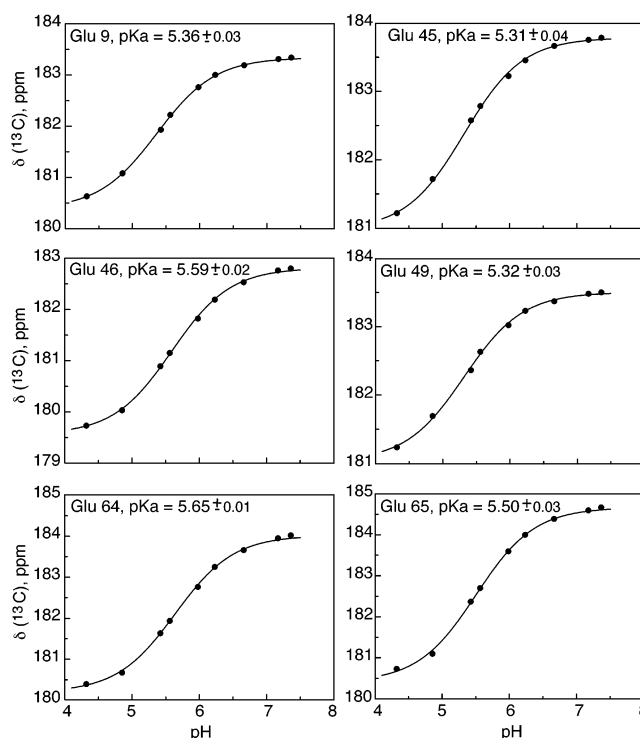 Glu 9, pKa = 5.36 ±0.03
184
183
182
181
180
δ (¹³C), ppm
Glu 45, pKa = 5.31 ±0.04
184
183
182
181
Glu 46, pKa = 5.59 ±0.02
183
182
181
180
179
δ (¹³C), ppm
Glu 49, pKa = 5.32 ±0.03
184
183
182
181
Glu 64, pKa = 5.65 ±0.01
185
184
183
182
181
180
δ (¹³C), ppm
4 5 6 7 8
pH
Glu 65, pKa = 5.50 ±0.03
185
184
183
182
181
180
4 5 6 7 8
pH